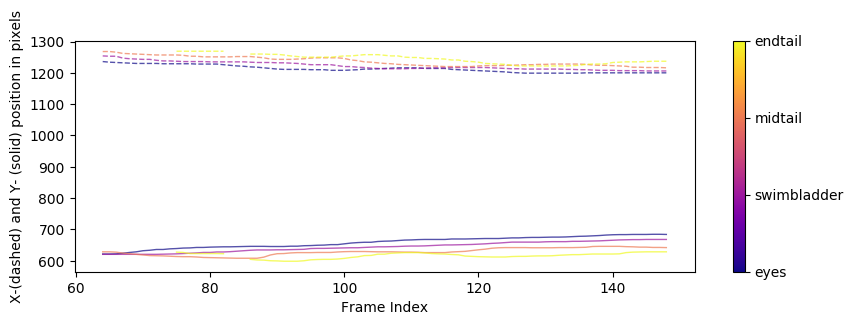 X-(dashed) and Y- (solid) position in pixels
1300
1200
1100
1000
900
800
700
600
60
80
100
120
140
Frame Index
endtail
midtail
swimbladder
eyes